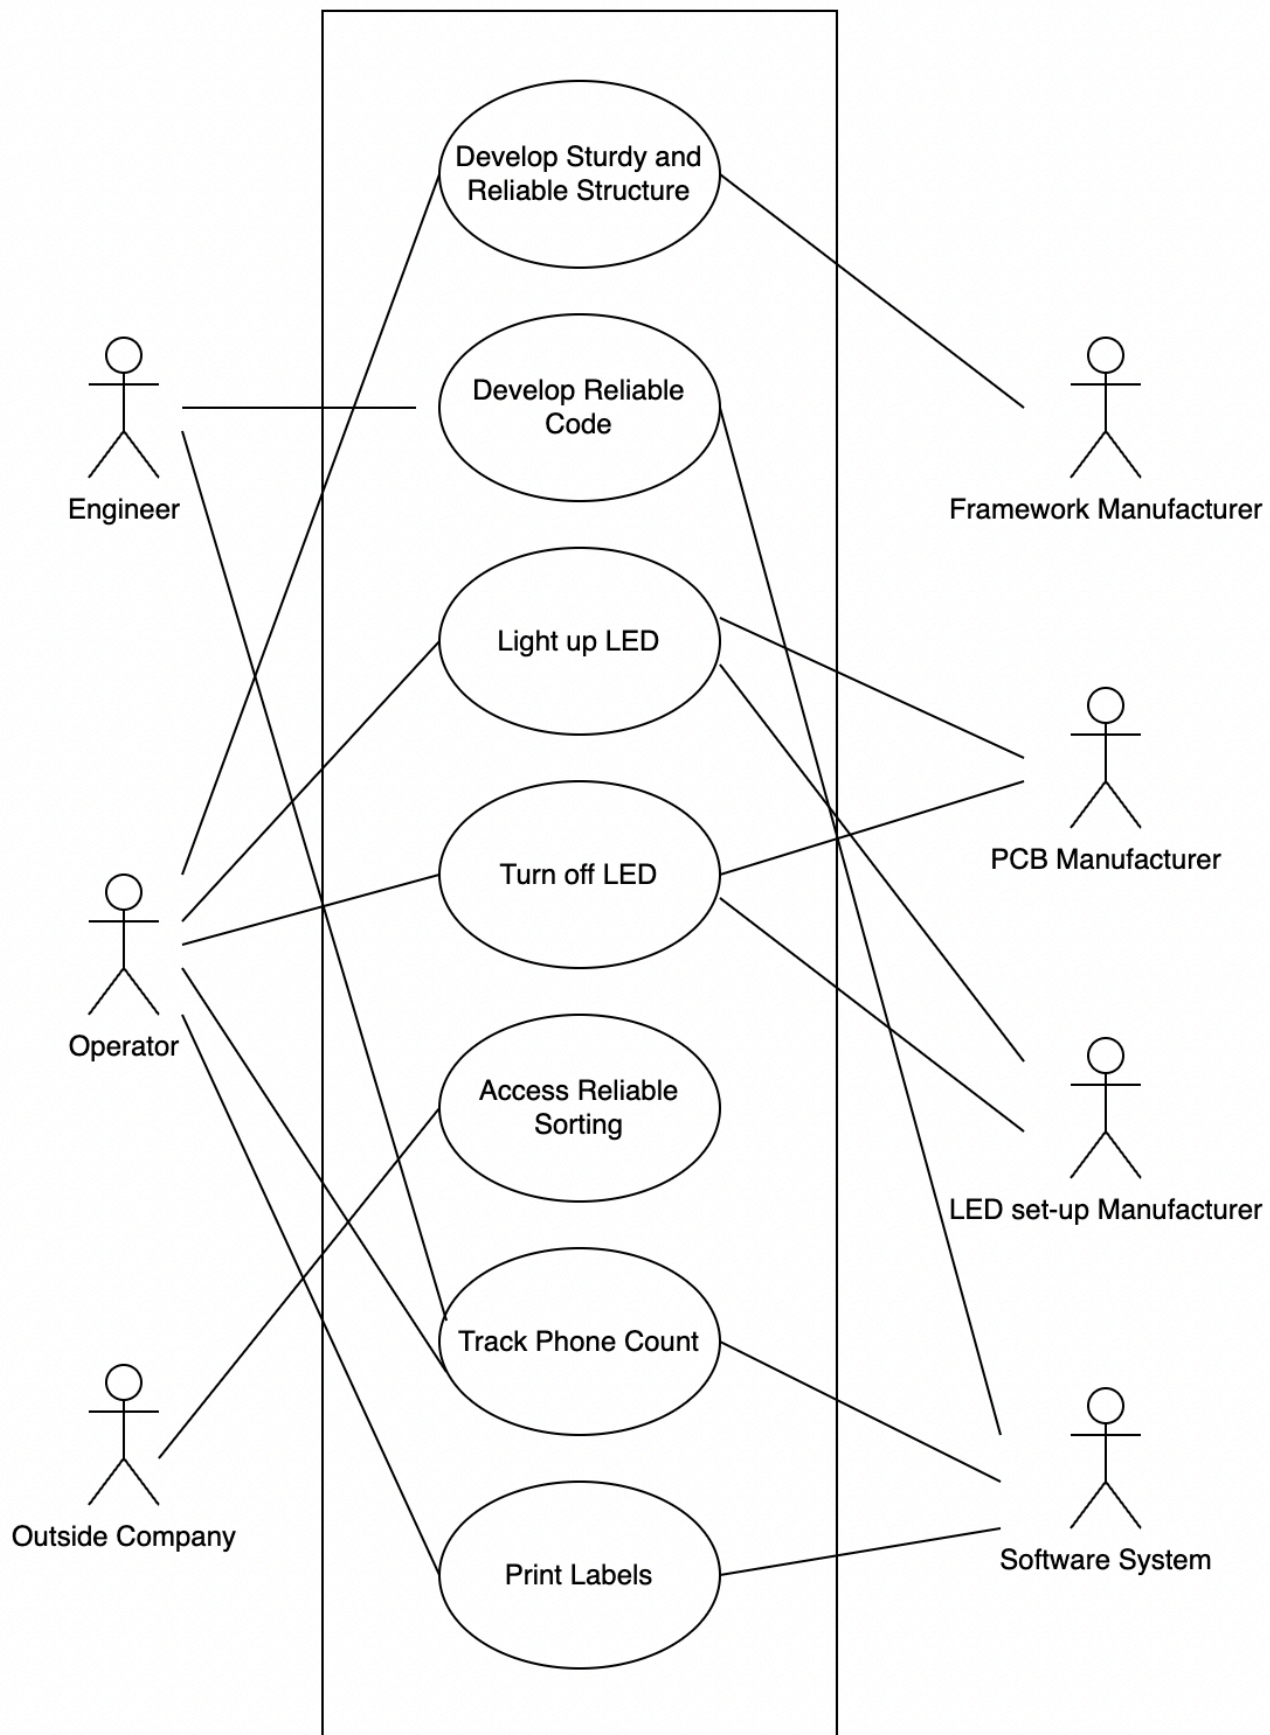 Develop Sturdy and
Reliable Structure
Develop Reliable
Code
Engineer
Framework Manufacturer
Light up LED
PCB Manufacturer
Turn off LED
Operator
Access Reliable
Sorting
LED set-up Manufacturer
Track Phone Count
Outside Company
Software System
Print Labels